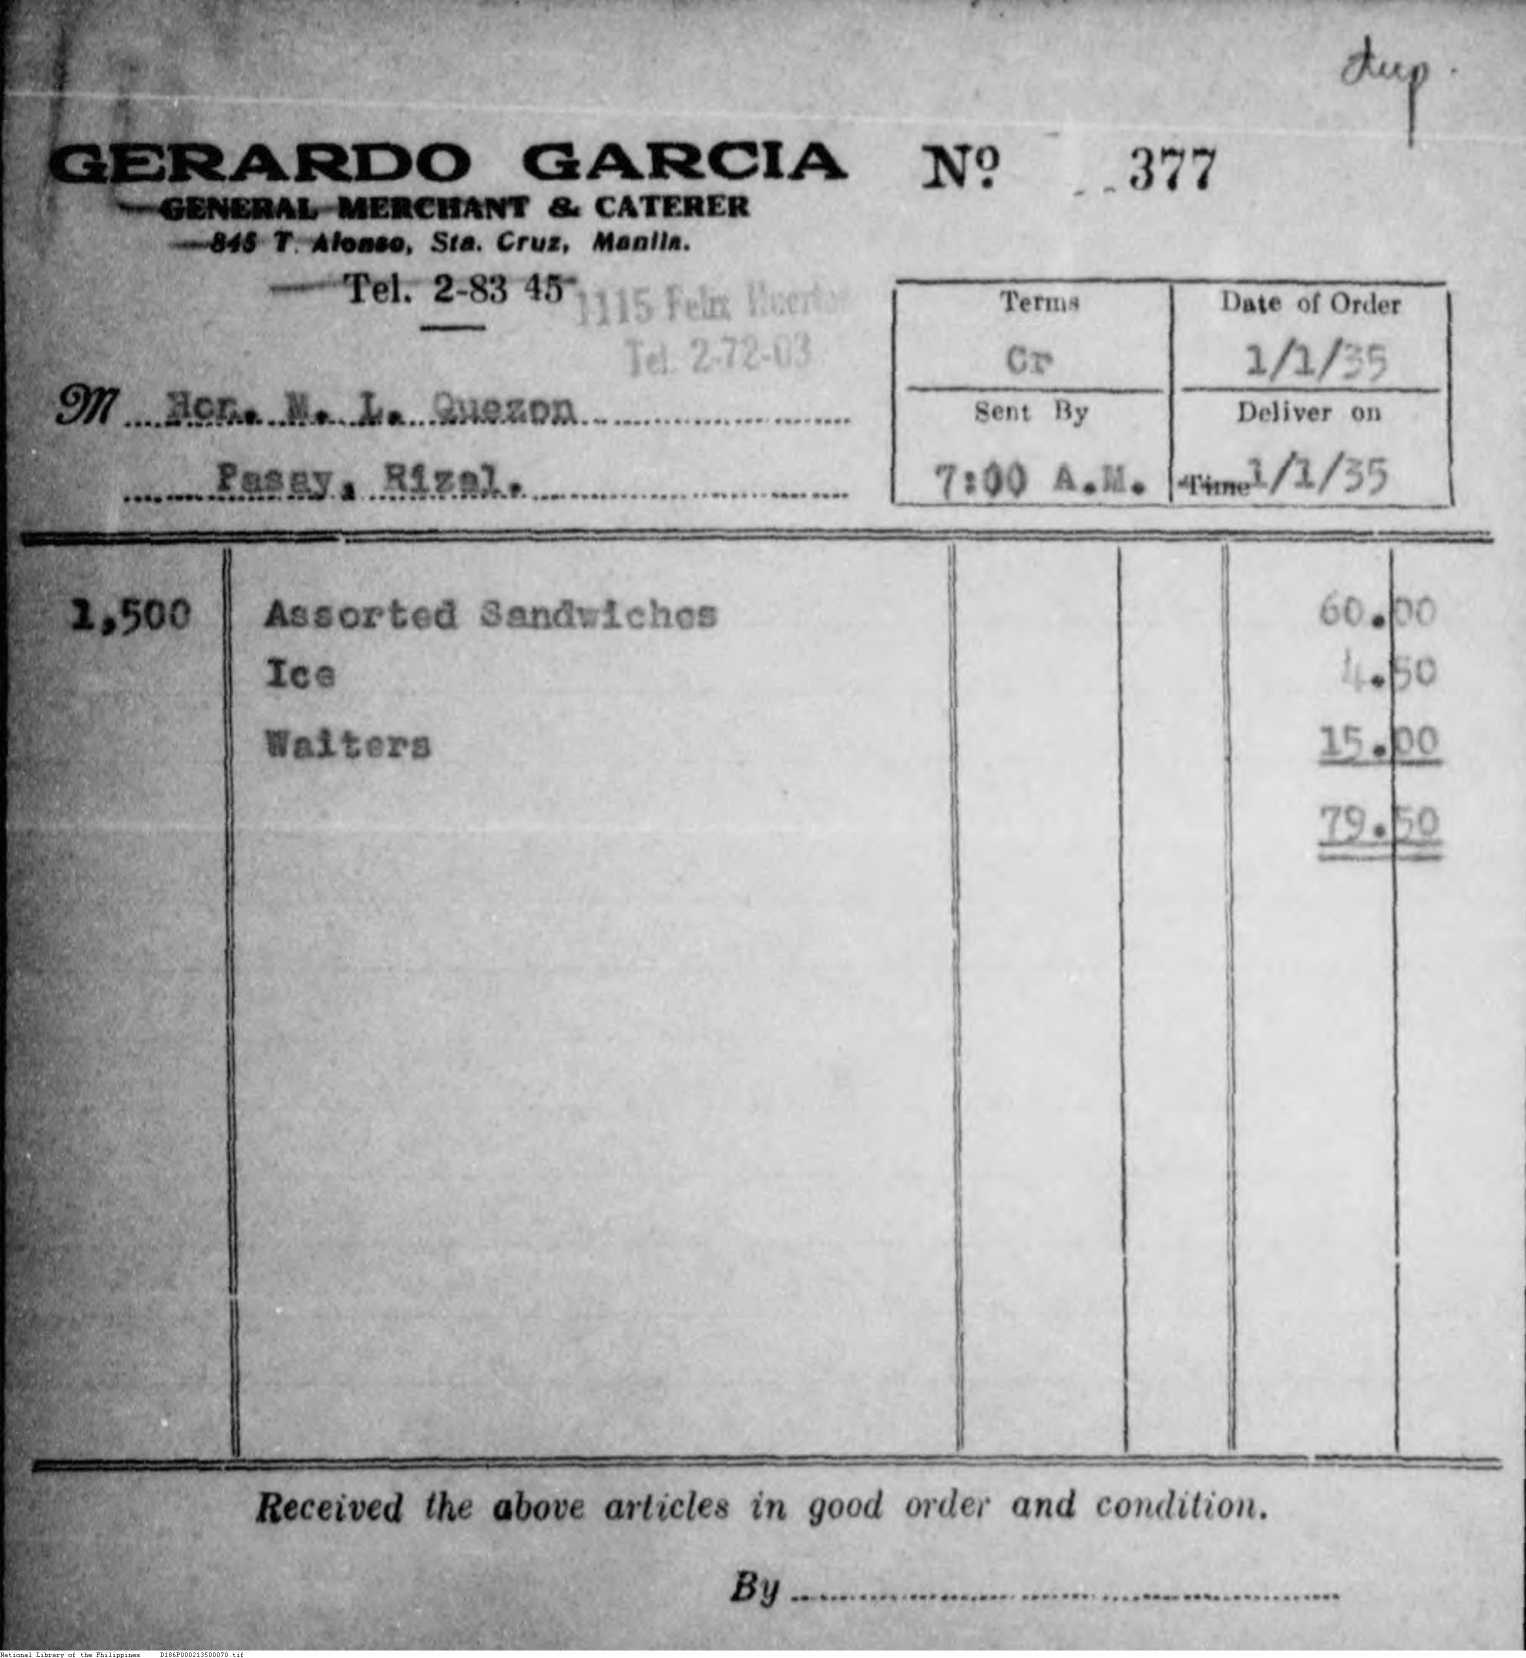 dup.
GERARDO GARCIA Nº 377
GENERAL MERCHANT & CATERER
845 T. Alonso, Sta. Cruz, Manila.
Tel. 2-83 45
1115 Felix Huertas
Tel. 2-72-03
Terms
Cr
Date of Order
1/1/35
M Hon. M. L. Quezon
Pasay, Rizal.
Sent By
7:00 A.M.
Deliver on
Time 1/1/35
1,500 Assorted Sandwiches 60.00
Ice 4.50
Waiters 15.00
79.50
Received the above articles in good order and condition.
By
National Library of the Philippines D186P000213500070.tif